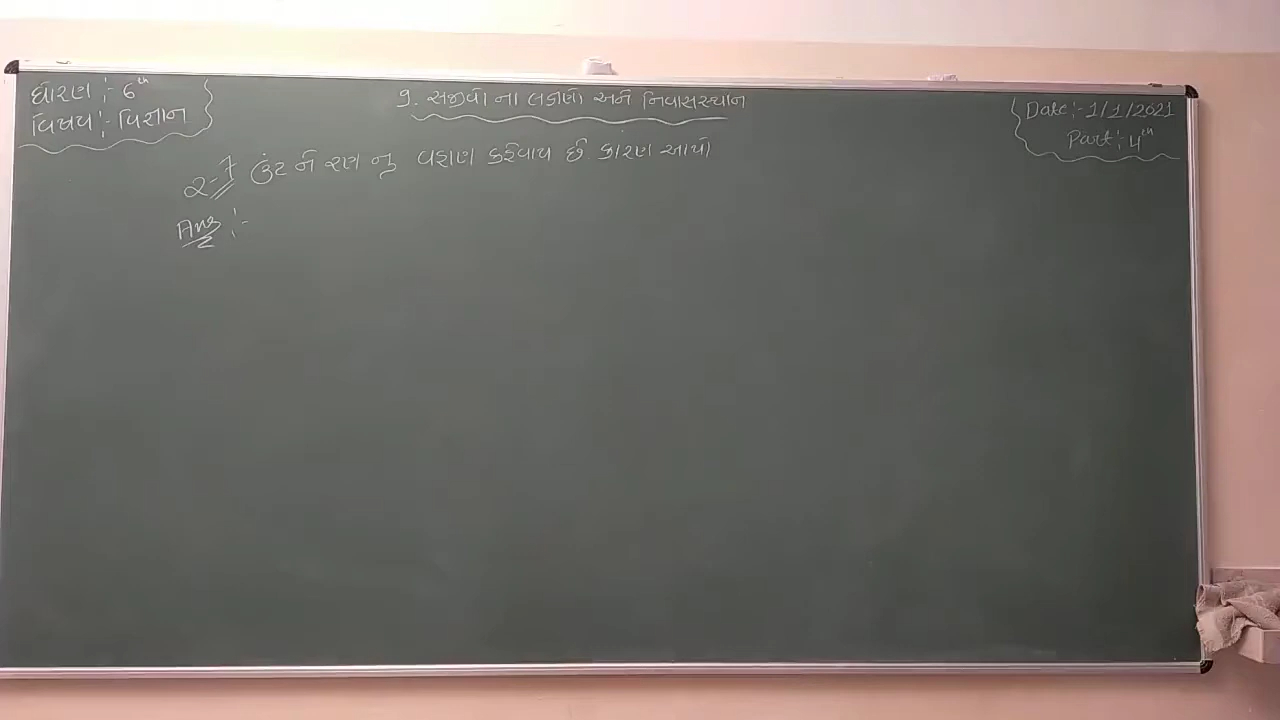 ધોરણ :- 6th
વિષય :- વિજ્ઞાન
9. સજીવો ના લક્ષણો અને નિવાસસ્થાન
Date :- 1/1/2021
Part :- 4th
2-7 ઉંટ ને રણ નુ વહાણ કહેવાય છે કારણ આપો
Ans :-